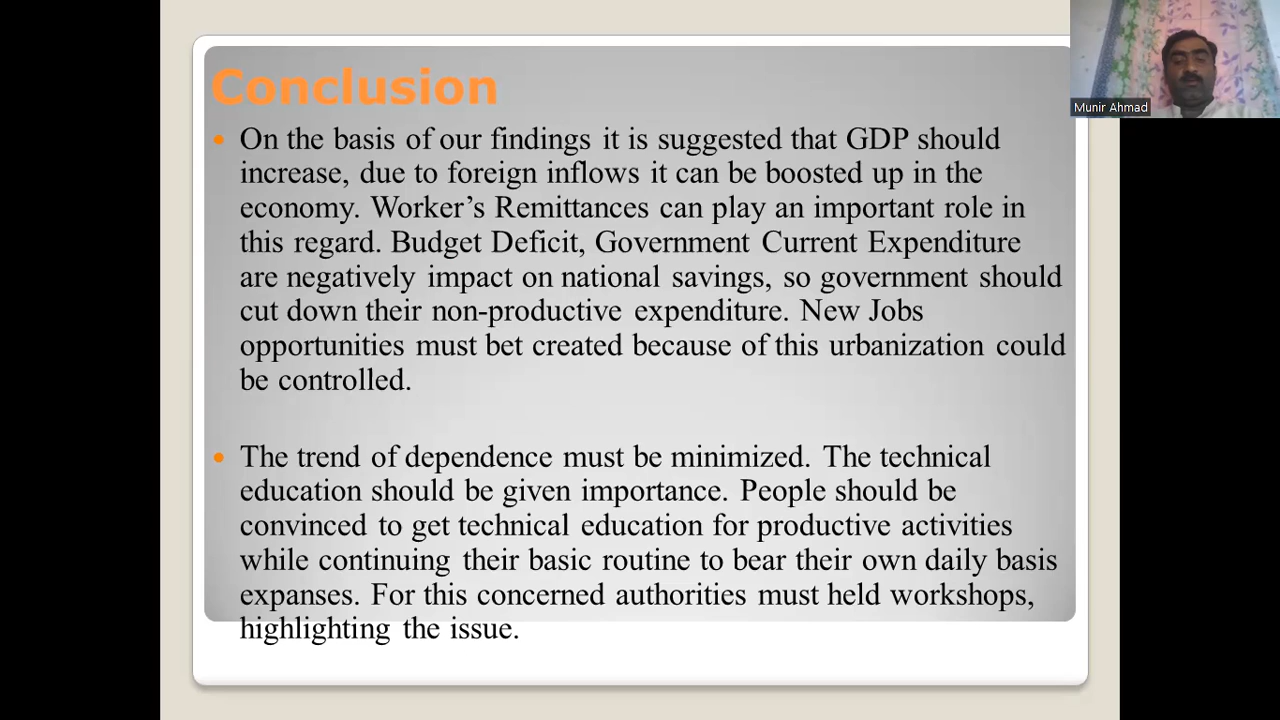 Conclusion
On the basis of our findings it is suggested that GDP should
increase, due to foreign inflows it can be boosted up in the
economy. Worker's Remittances can play an important role in
this regard. Budget Deficit, Government Current Expenditure
are negatively impact on national savings, so government should
cut down their non-productive expenditure. New Jobs
opportunities must bet created because of this urbanization could
be controlled.
The trend of dependence must be minimized. The technical
education should be given importance. People should be
convinced to get technical education for productive activities
while continuing their basic routine to bear their own daily basis
expanses. For this concerned authorities must held workshops,
highlighting the issue.
Munir Ahmad